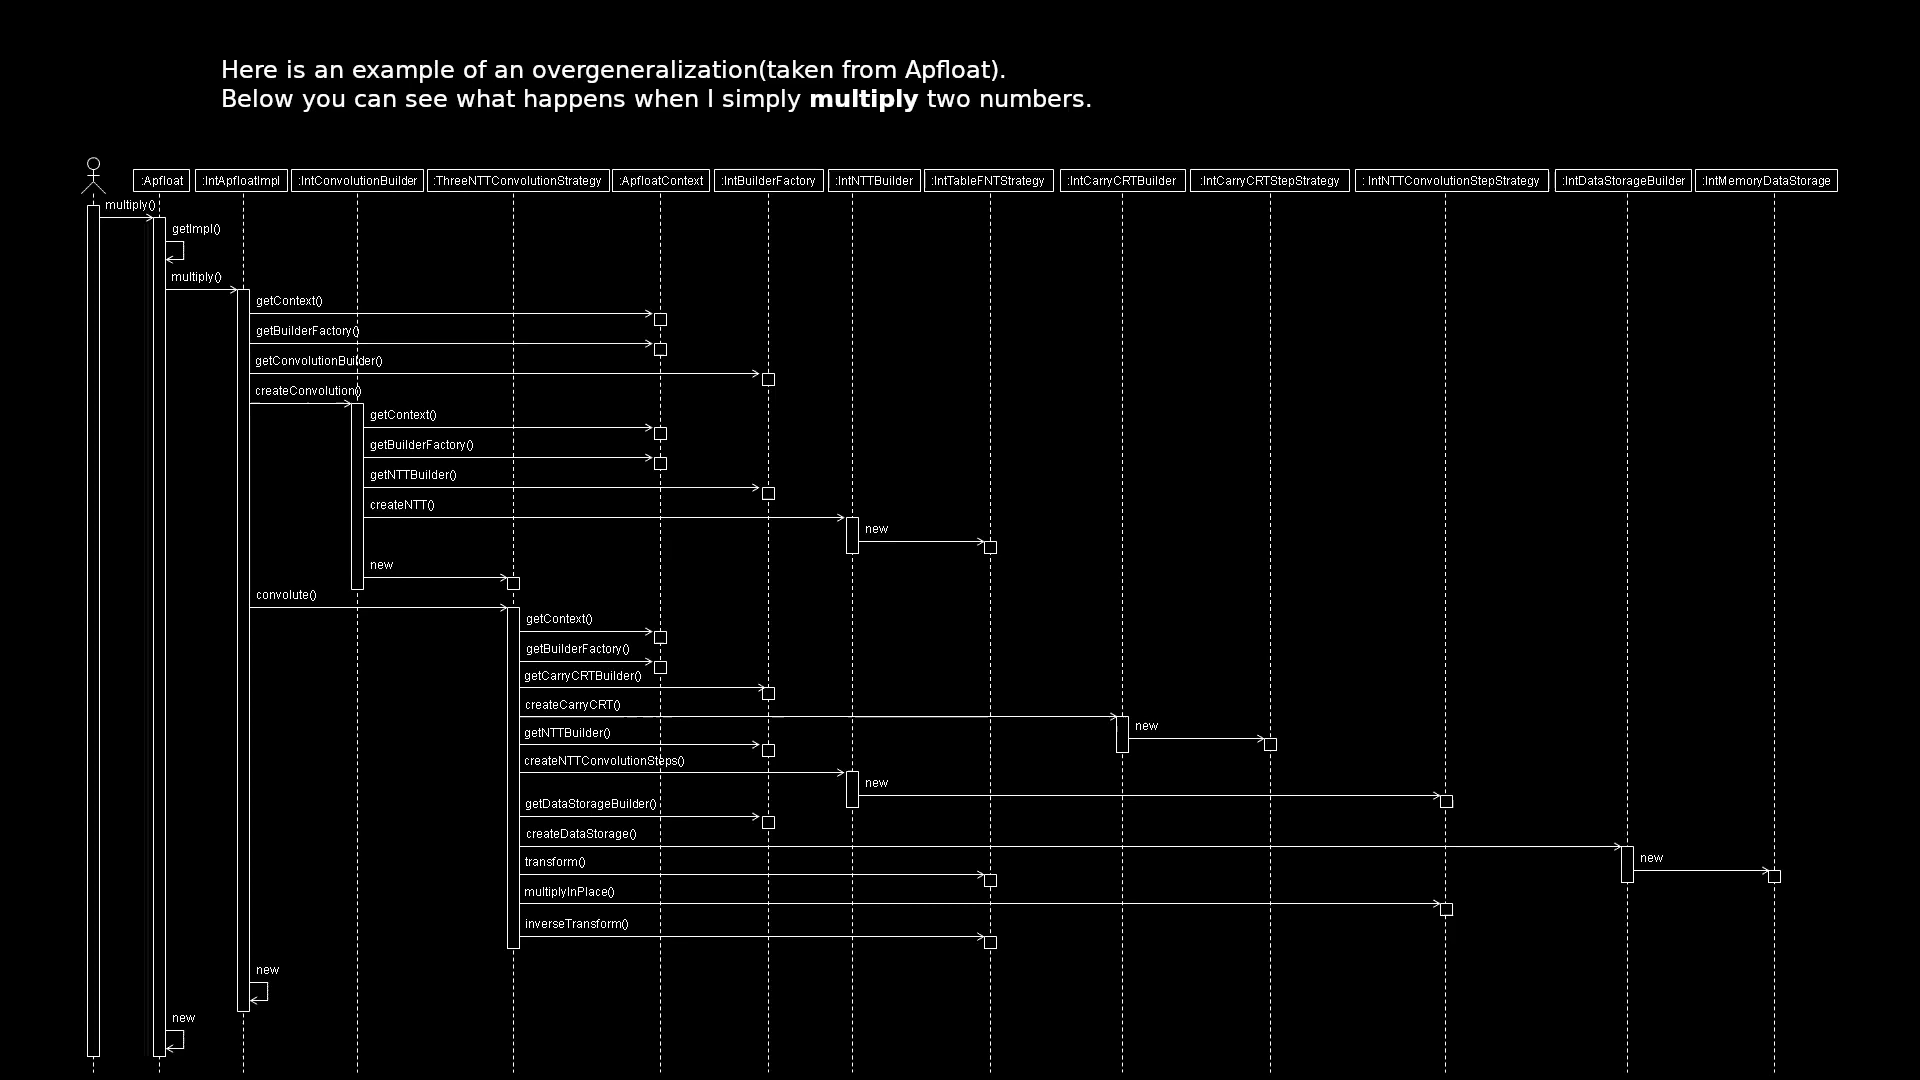 Here is an example of an overgeneralization(taken from Apfloat).
Below you can see what happens when I simply multiply two numbers.
:Apfloat :IntApfloatImpl :IntConvolutionBuilder :ThreeNTTConvolutionStrategy :ApfloatContext :IntBuilderFactory :IntNTTBuilder :IntTableFNTStrategy :IntCarryCRTBuilder :IntCarryCRTStepStrategy : IntNTTConvolutionStepStrategy :IntDataStorageBuilder :IntMemoryDataStorage
multiply()
getImpl()
multiply()
getContext()
getBuilderFactory()
getConvolutionBuilder()
createConvolution()
getContext()
getBuilderFactory()
getNTTBuilder()
createNTT()
new
new
convolute()
getContext()
getBuilderFactory()
getCarryCRTBuilder()
createCarryCRT()
new
getNTTBuilder()
createNTTConvolutionSteps()
new
getDataStorageBuilder()
createDataStorage()
new
transform()
multiplyInPlace()
inverseTransform()
new
new